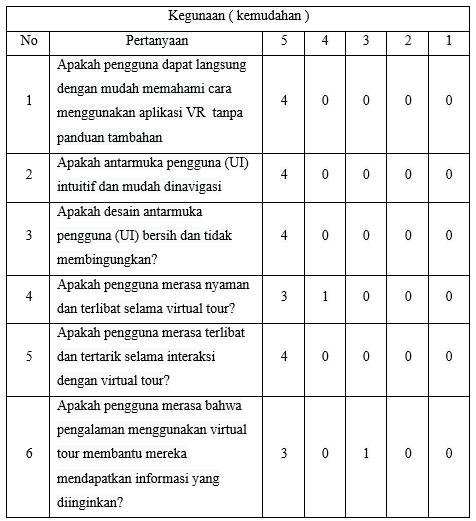 Kegunaan ( kemudahan )
No Pertanyaan 5 4 3 2 1
Apakah pengguna dapat langsung
dengan mudah memahami cara
menggunakan aplikasi VR tanpa
panduan tambahan
1 4 0 0 0 0
Apakah antarmuka pengguna (UI)
intuitif dan mudah dinavigasi
2 4 0 0 0 0
Apakah desain antarmuka
pengguna (UI) bersih dan tidak
membingungkan?
3 4 0 0 0 0
Apakah pengguna merasa nyaman
dan terlibat selama virtual tour?
4 3 1 0 0 0
Apakah pengguna merasa terlibat
dan tertarik selama interaksi
dengan virtual tour?
5 4 0 0 0 0
Apakah pengguna merasa bahwa
pengalaman menggunakan virtual
tour membantu mereka
mendapatkan informasi yang
diinginkan?
6 3 0 1 0 0